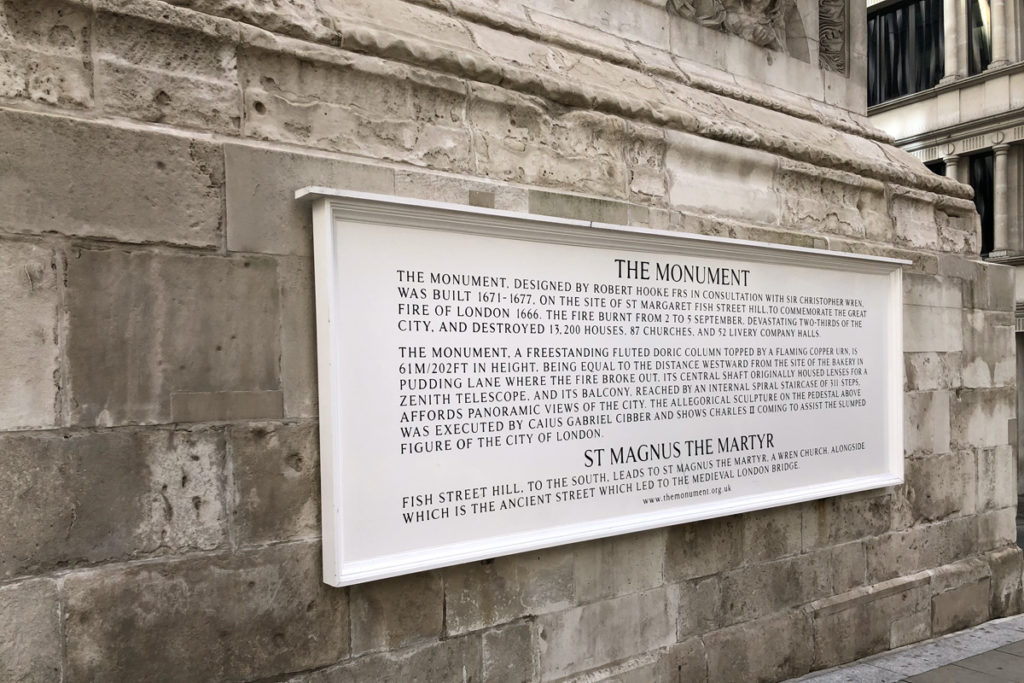 THE MONUMENT
THE MONUMENT, DESIGNED BY ROBERT HOOKE FRS IN CONSULTATION WITH SIR CHRISTOPHER WREN,
WAS BUILT 1671-1677, ON THE SITE OF ST MARGARET FISH STREET HILL,TO COMMEMORATE THE GREAT
FIRE OF LONDON 1666. THE FIRE BURNT FROM 2 TO 5 SEPTEMBER, DEVASTATING TWO-THIRDS OF THE
CITY, AND DESTROYED 13,200 HOUSES, 87 CHURCHES, AND 52 LIVERY COMPANY HALLS.
THE MONUMENT, A FREESTANDING FLUTED DORIC COLUMN TOPPED BY A FLAMING COPPER URN, IS
61M/202FT IN HEIGHT, BEING EQUAL TO THE DISTANCE WESTWARD FROM THE SITE OF THE BAKERY IN
PUDDING LANE WHERE THE FIRE BROKE OUT. ITS CENTRAL SHAFT ORIGINALLY HOUSED LENSES FOR A
ZENITH TELESCOPE, AND ITS BALCONY, REACHED BY AN INTERNAL SPIRAL STAIRCASE OF 311 STEPS,
AFFORDS PANORAMIC VIEWS OF THE CITY. THE ALLEGORICAL SCULPTURE ON THE PEDESTAL ABOVE
WAS EXECUTED BY CAIUS GABRIEL CIBBER AND SHOWS CHARLES II COMING TO ASSIST THE SLUMPED
FIGURE OF THE CITY OF LONDON.
ST MAGNUS THE MARTYR
FISH STREET HILL, TO THE SOUTH, LEADS TO ST MAGNUS THE MARTYR, A WREN CHURCH, ALONGSIDE
WHICH IS THE ANCIENT STREET WHICH LED TO THE MEDIEVAL LONDON BRIDGE.
www.themonument.org.uk